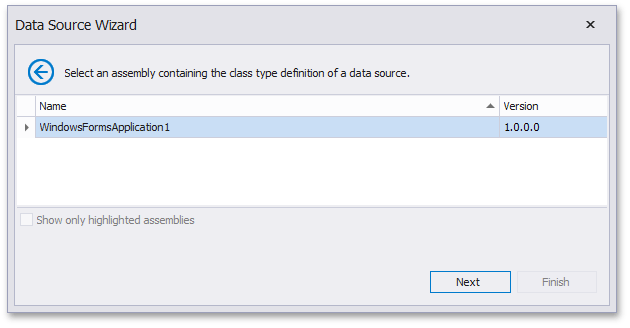 Data Source Wizard
Select an assembly containing the class type definition of a data source.
Name Version
WindowsFormsApplication1 1.0.0.0
Show only highlighted assemblies
Next Finish